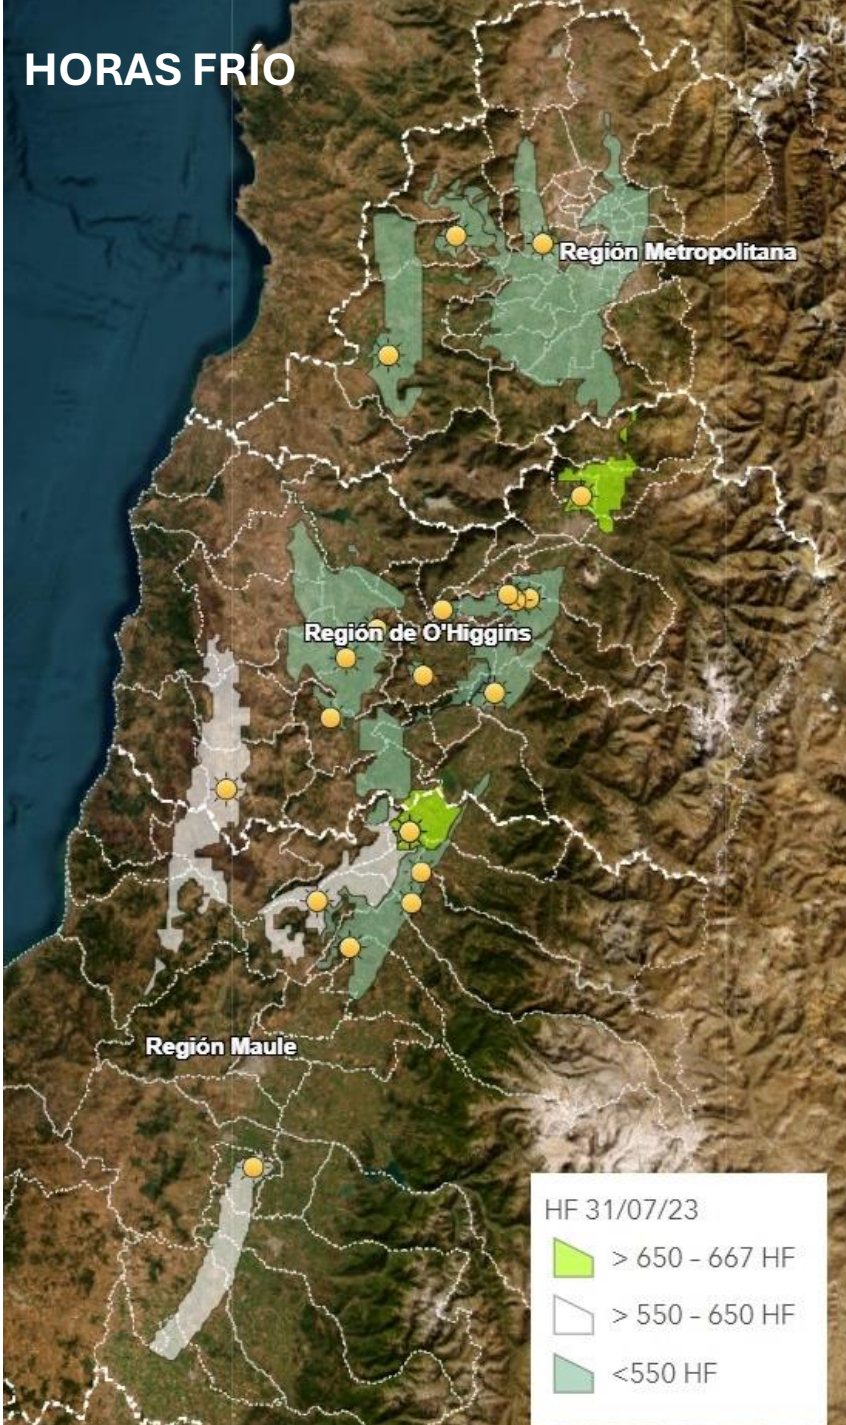 HORAS FRÍO
Región Metropolitana
Región de O'Higgins
Región Maule
HF 31/07/23
> 650 - 667 HF
> 550 - 650 HF
<550 HF